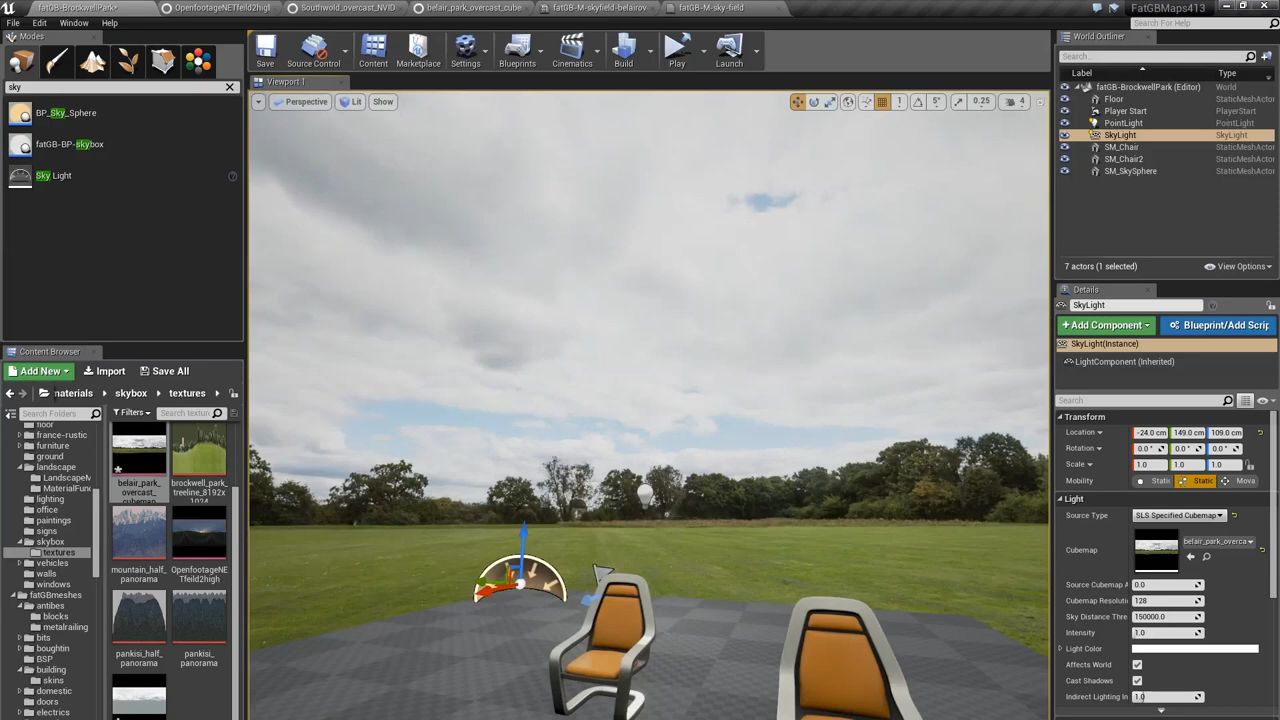 fatGB-BrockwellPark*
OpenfootageNETfeild2high
Southwold_overcast_NVID
belair_park_overcast_cube
fatGB-M-skyfield-belairov
fatGB-M-sky-field
FatGBMaps413
File Edit Window Help
Search For Help
Modes
sky
BP_Sky_Sphere
fatGB-BP-skybox
Sky Light
Save
Source Control
Content
Marketplace
Settings
Blueprints
Cinematics
Build
Play
Launch
Viewport 1
Perspective
Lit
Show
1
5°
0.25
4
World Outliner
Search...
Label Type
fatGB-BrockwellPark (Editor) World
Floor StaticMeshActor
Player Start PlayerStart
PointLight PointLight
SkyLight SkyLight
SM_Chair StaticMeshActor
SM_Chair2 StaticMeshActor
SM_SkySphere StaticMeshActor
7 actors (1 selected)
View Options
Details
SkyLight
+Add Component
Blueprint/Add Scrip
SkyLight(Instance)
LightComponent (Inherited)
Search
Transform
Location -24.0 cm 149.0 cm 109.0 cm
Rotation 0.0 ° 0.0 ° 0.0 °
Scale 1.0 1.0 1.0
Mobility Static Static Mova
Light
Source Type SLS Specified Cubemap
Cubemap belair_park_overca
Source Cubemap A 0.0
Cubemap Resoluti 128
Sky Distance Thre 150000.0
Intensity 1.0
Light Color
Affects World
Cast Shadows
Indirect Lighting In 1.0
Content Browser
Add New
Import
Save All
materials
skybox
textures
Search Folders
Filters
Search textur
floor
france-rustic
furniture
ground
landscape
LandscapeM
MaterialFunc
lighting
office
paintings
signs
skybox
textures
vehicles
walls
windows
fatGBmeshes
antibes
blocks
metalrailing
bits
boughtin
BSP
building
skins
domestic
doors
electrics
belair_park_
overcast_
cubemap
brockwell_park_
treeline_8192x
1024
mountain_half_
panorama
OpenfootageNE
Tfeild2high
pankisi_half_
panorama
pankisi_
panorama